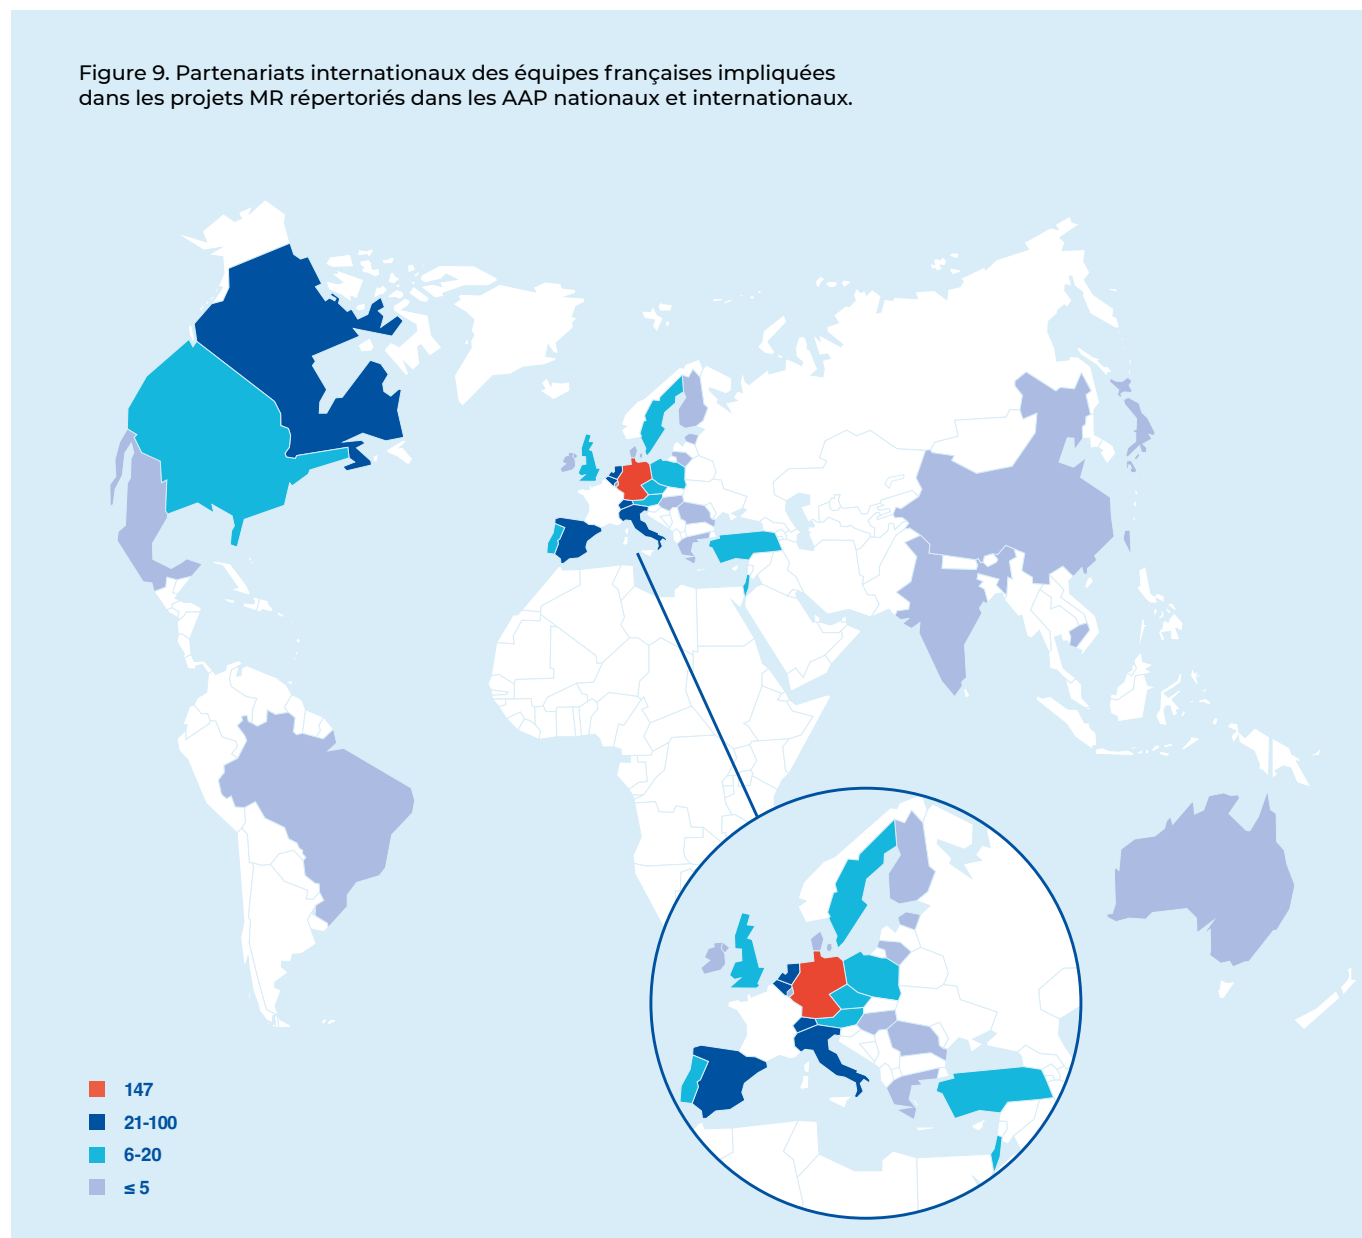 Figure 9. Partenariats internationaux des équipes françaises impliquées
dans les projets MR répertoriés dans les AAP nationaux et internationaux.
147
21-100
6-20
≤ 5